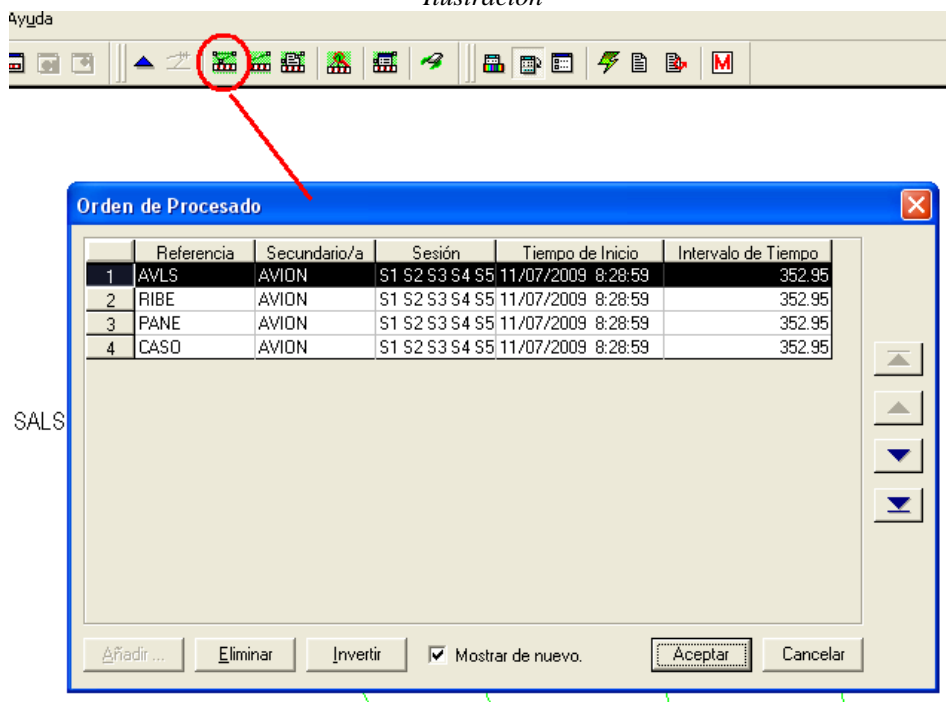 Ilustración
Ayuda
M
Orden de Procesado
Referencia Secundario/a Sesión Tiempo de Inicio Intervalo de Tiempo
1 AVLS AVION S1 S2 S3 S4 S5 11/07/2009 8:28:59 352.95
2 RIBE AVION S1 S2 S3 S4 S5 11/07/2009 8:28:59 352.95
3 PANE AVION S1 S2 S3 S4 S5 11/07/2009 8:28:59 352.95
4 CASO AVION S1 S2 S3 S4 S5 11/07/2009 8:28:59 352.95
SALS
Añadir ... Eliminar Invertir Mostrar de nuevo. Aceptar Cancelar